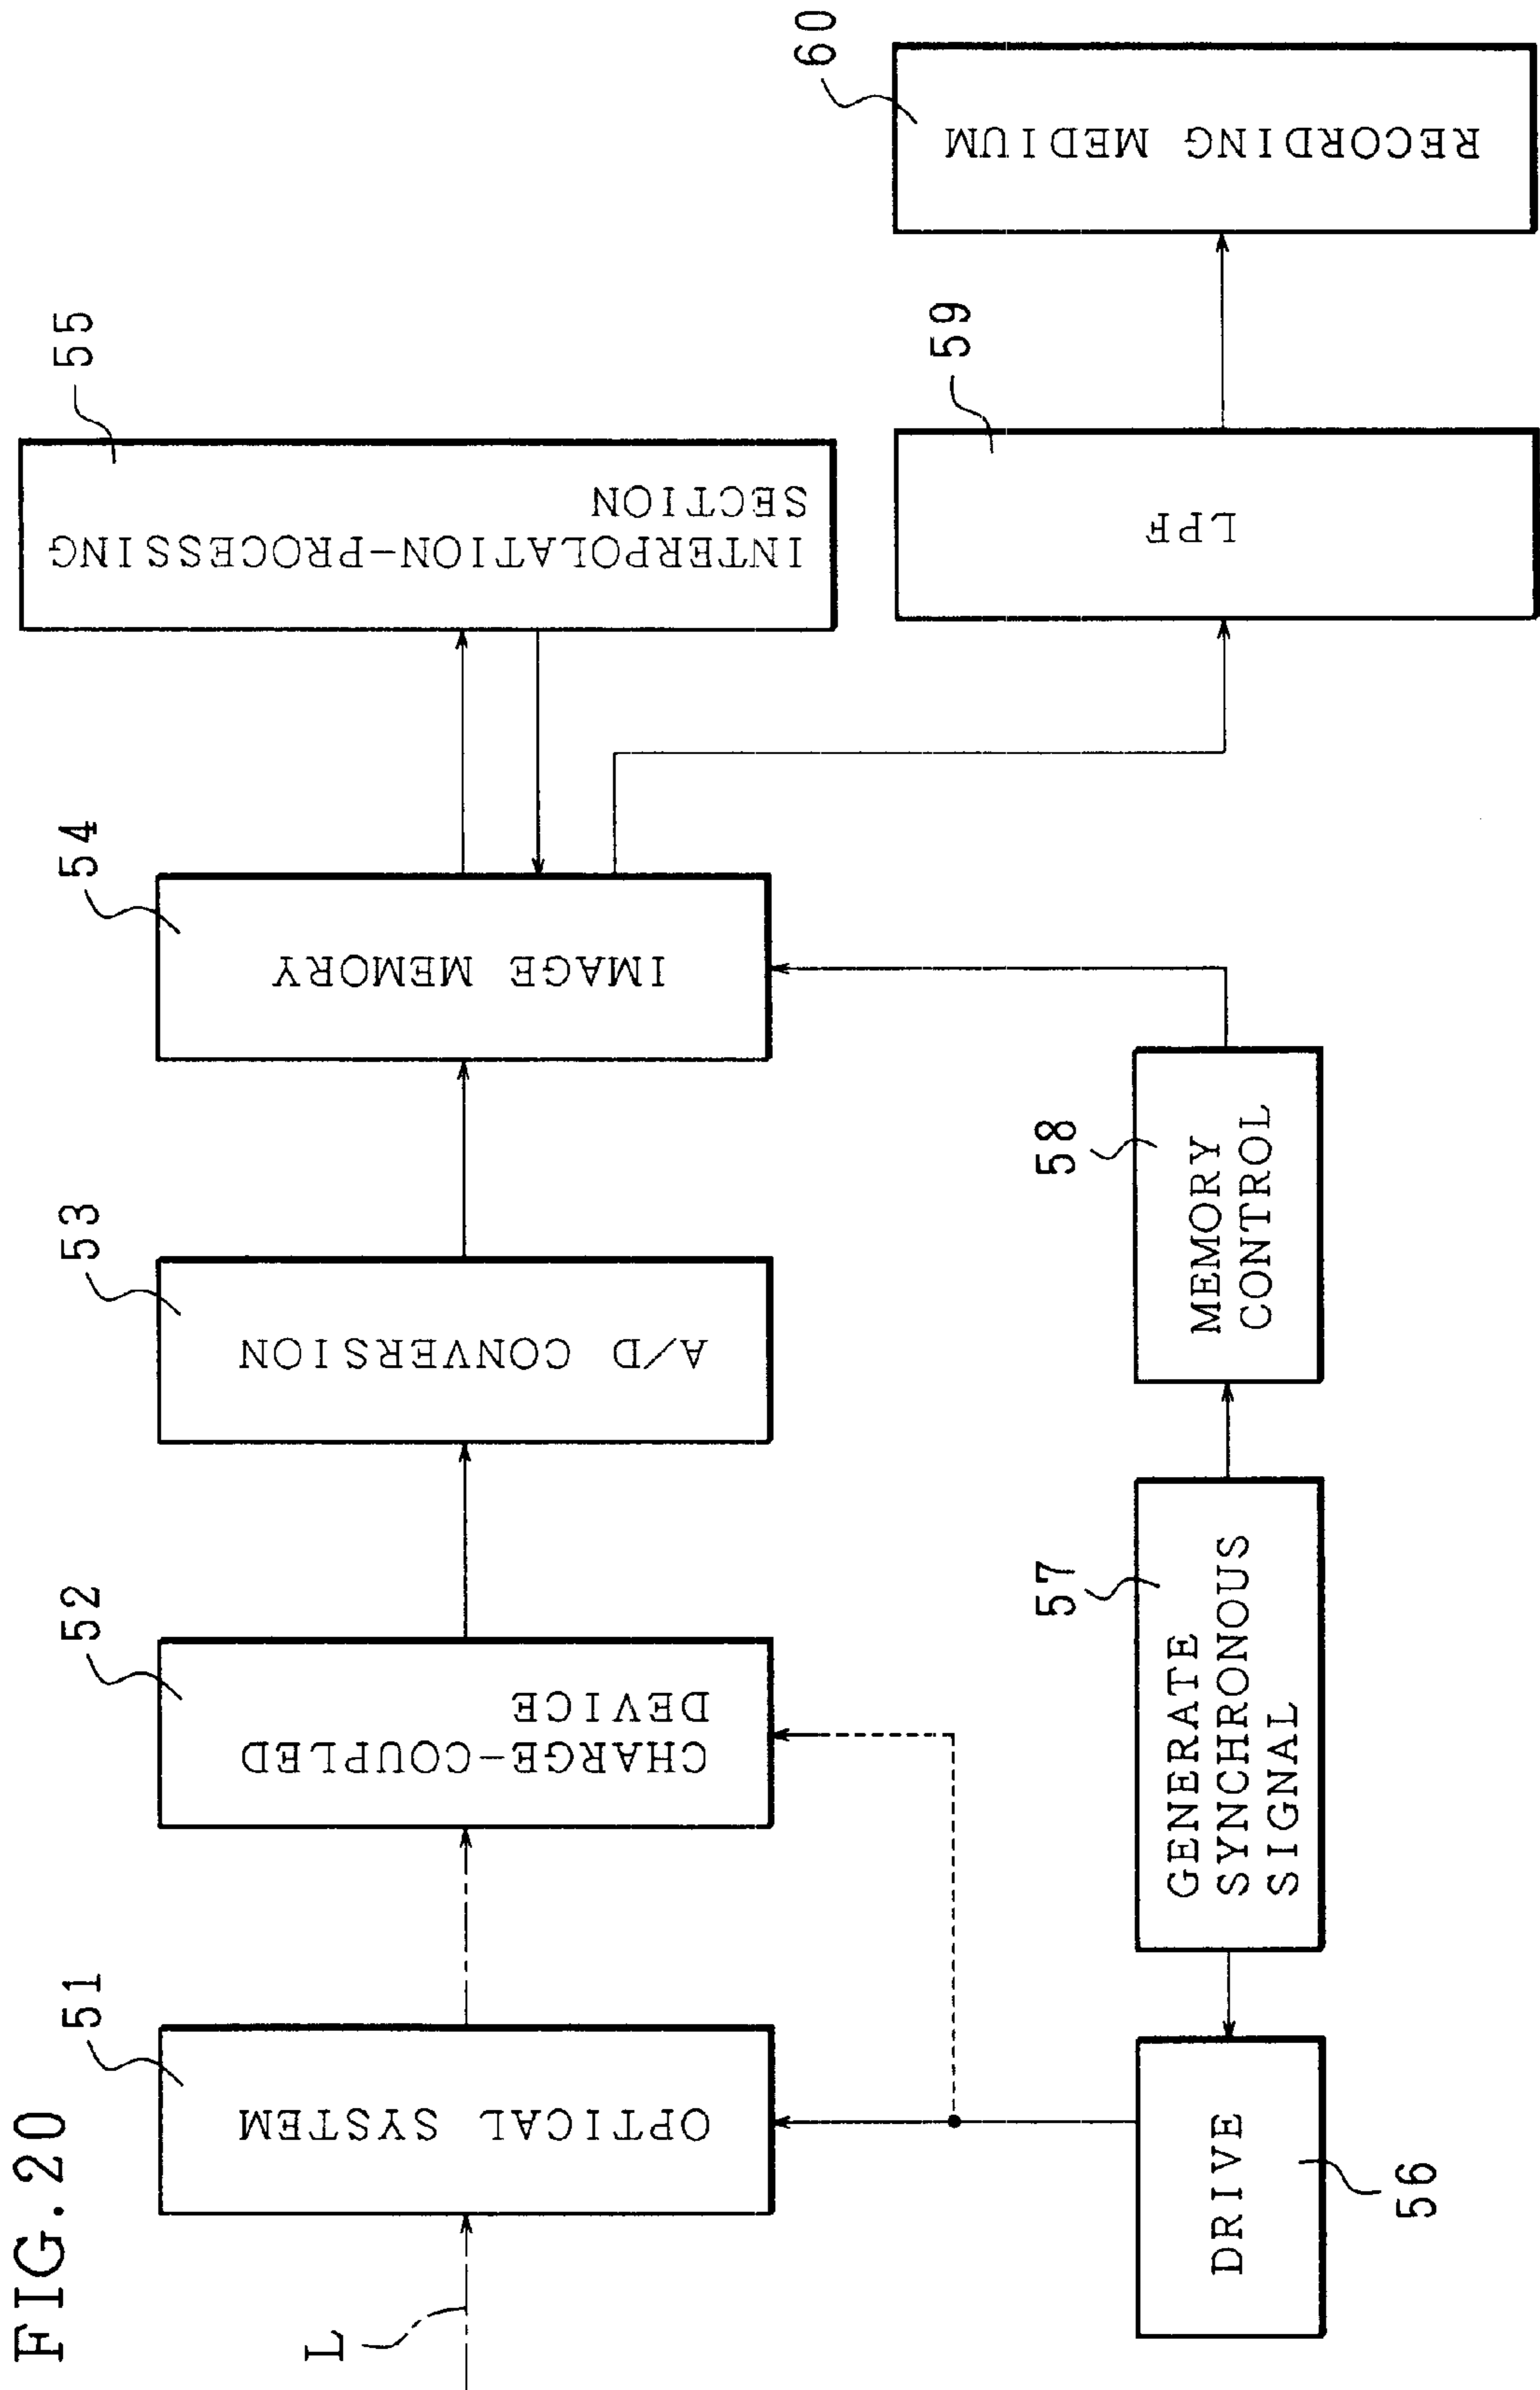 FIG.20
L
51
OPTICAL SYSTEM
52
CHARGE-COUPLED
DEVICE
53
A/D CONVERSION
54
IMAGE MEMORY
55
INTERPOLATION-PROCESSING
SECTION
56
DRIVE
57
GENERATE
SYNCHRONOUS
SIGNAL
58
MEMORY
CONTROL
59
LPF
60
RECORDING MEDIUM